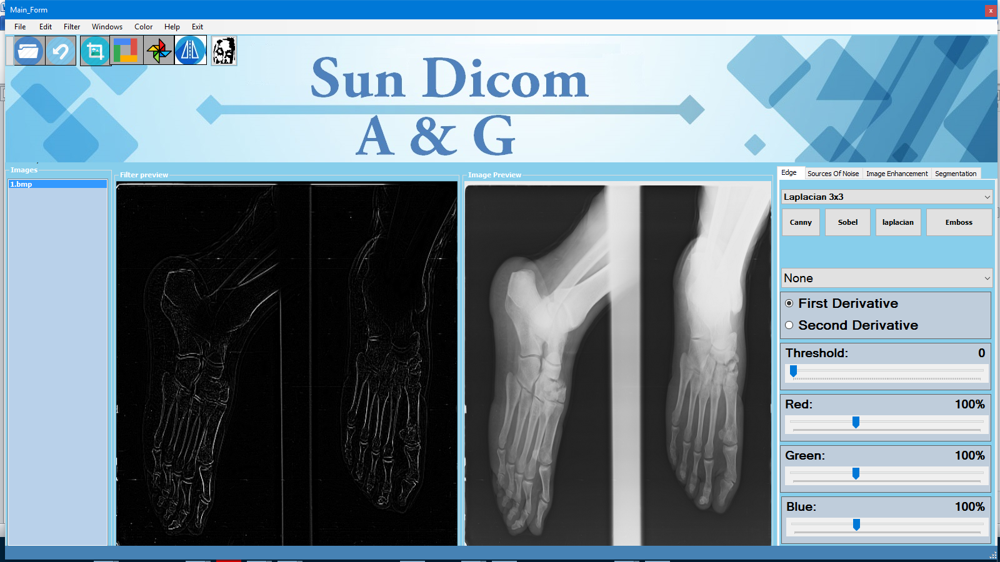 Main_Form
File Edit Filter Windows Color Help Exit
Sun Dicom
A & G
Images
1.bmp
Filter preview
Image Preview
Edge Sources Of Noise Image Enhancement Segmentation
Laplacian 3x3
Canny Sobel laplacian Emboss
None
First Derivative
Second Derivative
Threshold: 0
Red: 100%
Green: 100%
Blue: 100%